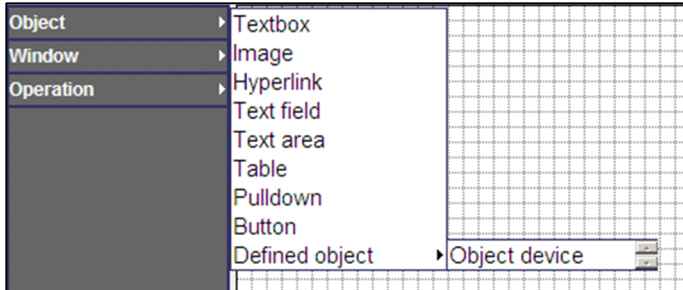 Object
Window
Operation
Textbox
Image
Hyperlink
Text field
Text area
Table
Pulldown
Button
Defined object
Object device